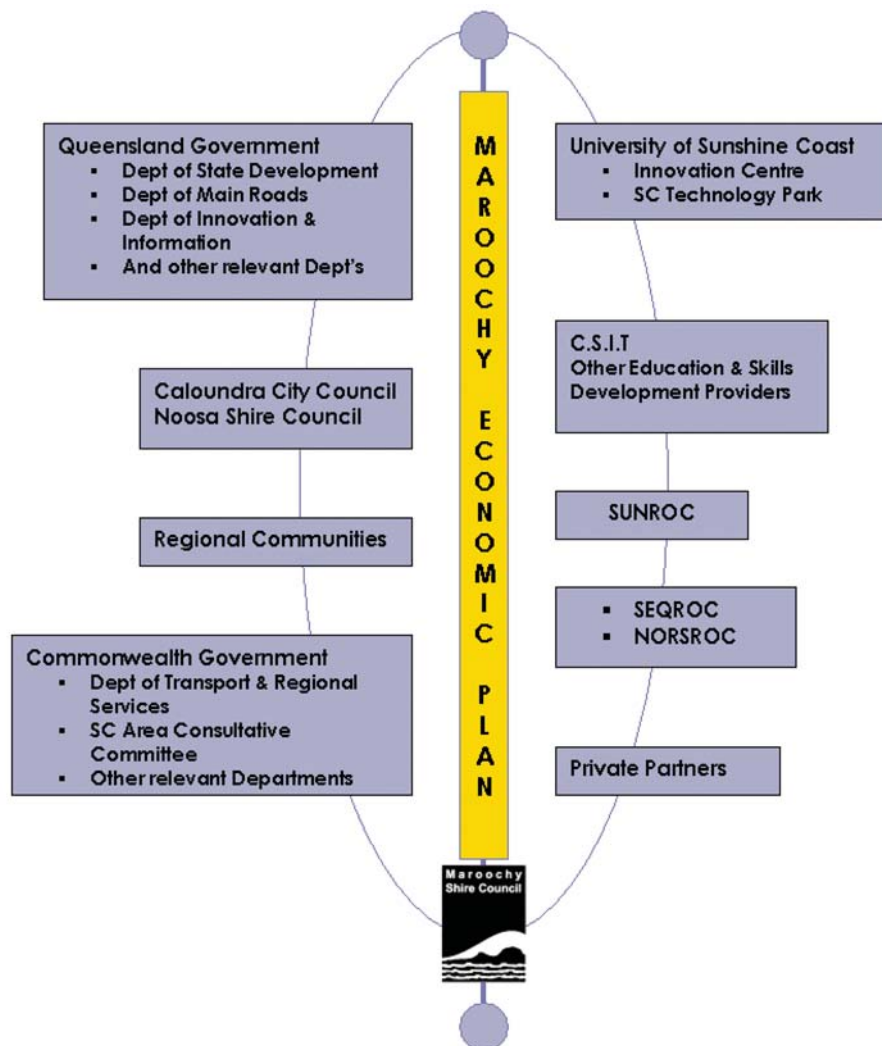 Queensland Government
▪ Dept of State Development
▪ Dept of Main Roads
▪ Dept of Innovation &
Information
▪ And other relevant Dept's
Caloundra City Council
Noosa Shire Council
Regional Communities
Commonwealth Government
▪ Dept of Transport & Regional
Services
▪ SC Area Consultative
Committee
▪ Other relevant Departments
MAROOCHY ECONOMIC PLAN
University of Sunshine Coast
▪ Innovation Centre
▪ SC Technology Park
C.S.I.T
Other Education & Skills
Development Providers
SUNROC
▪ SEQROC
▪ NORSROC
Private Partners
Maroochy
Shire Council